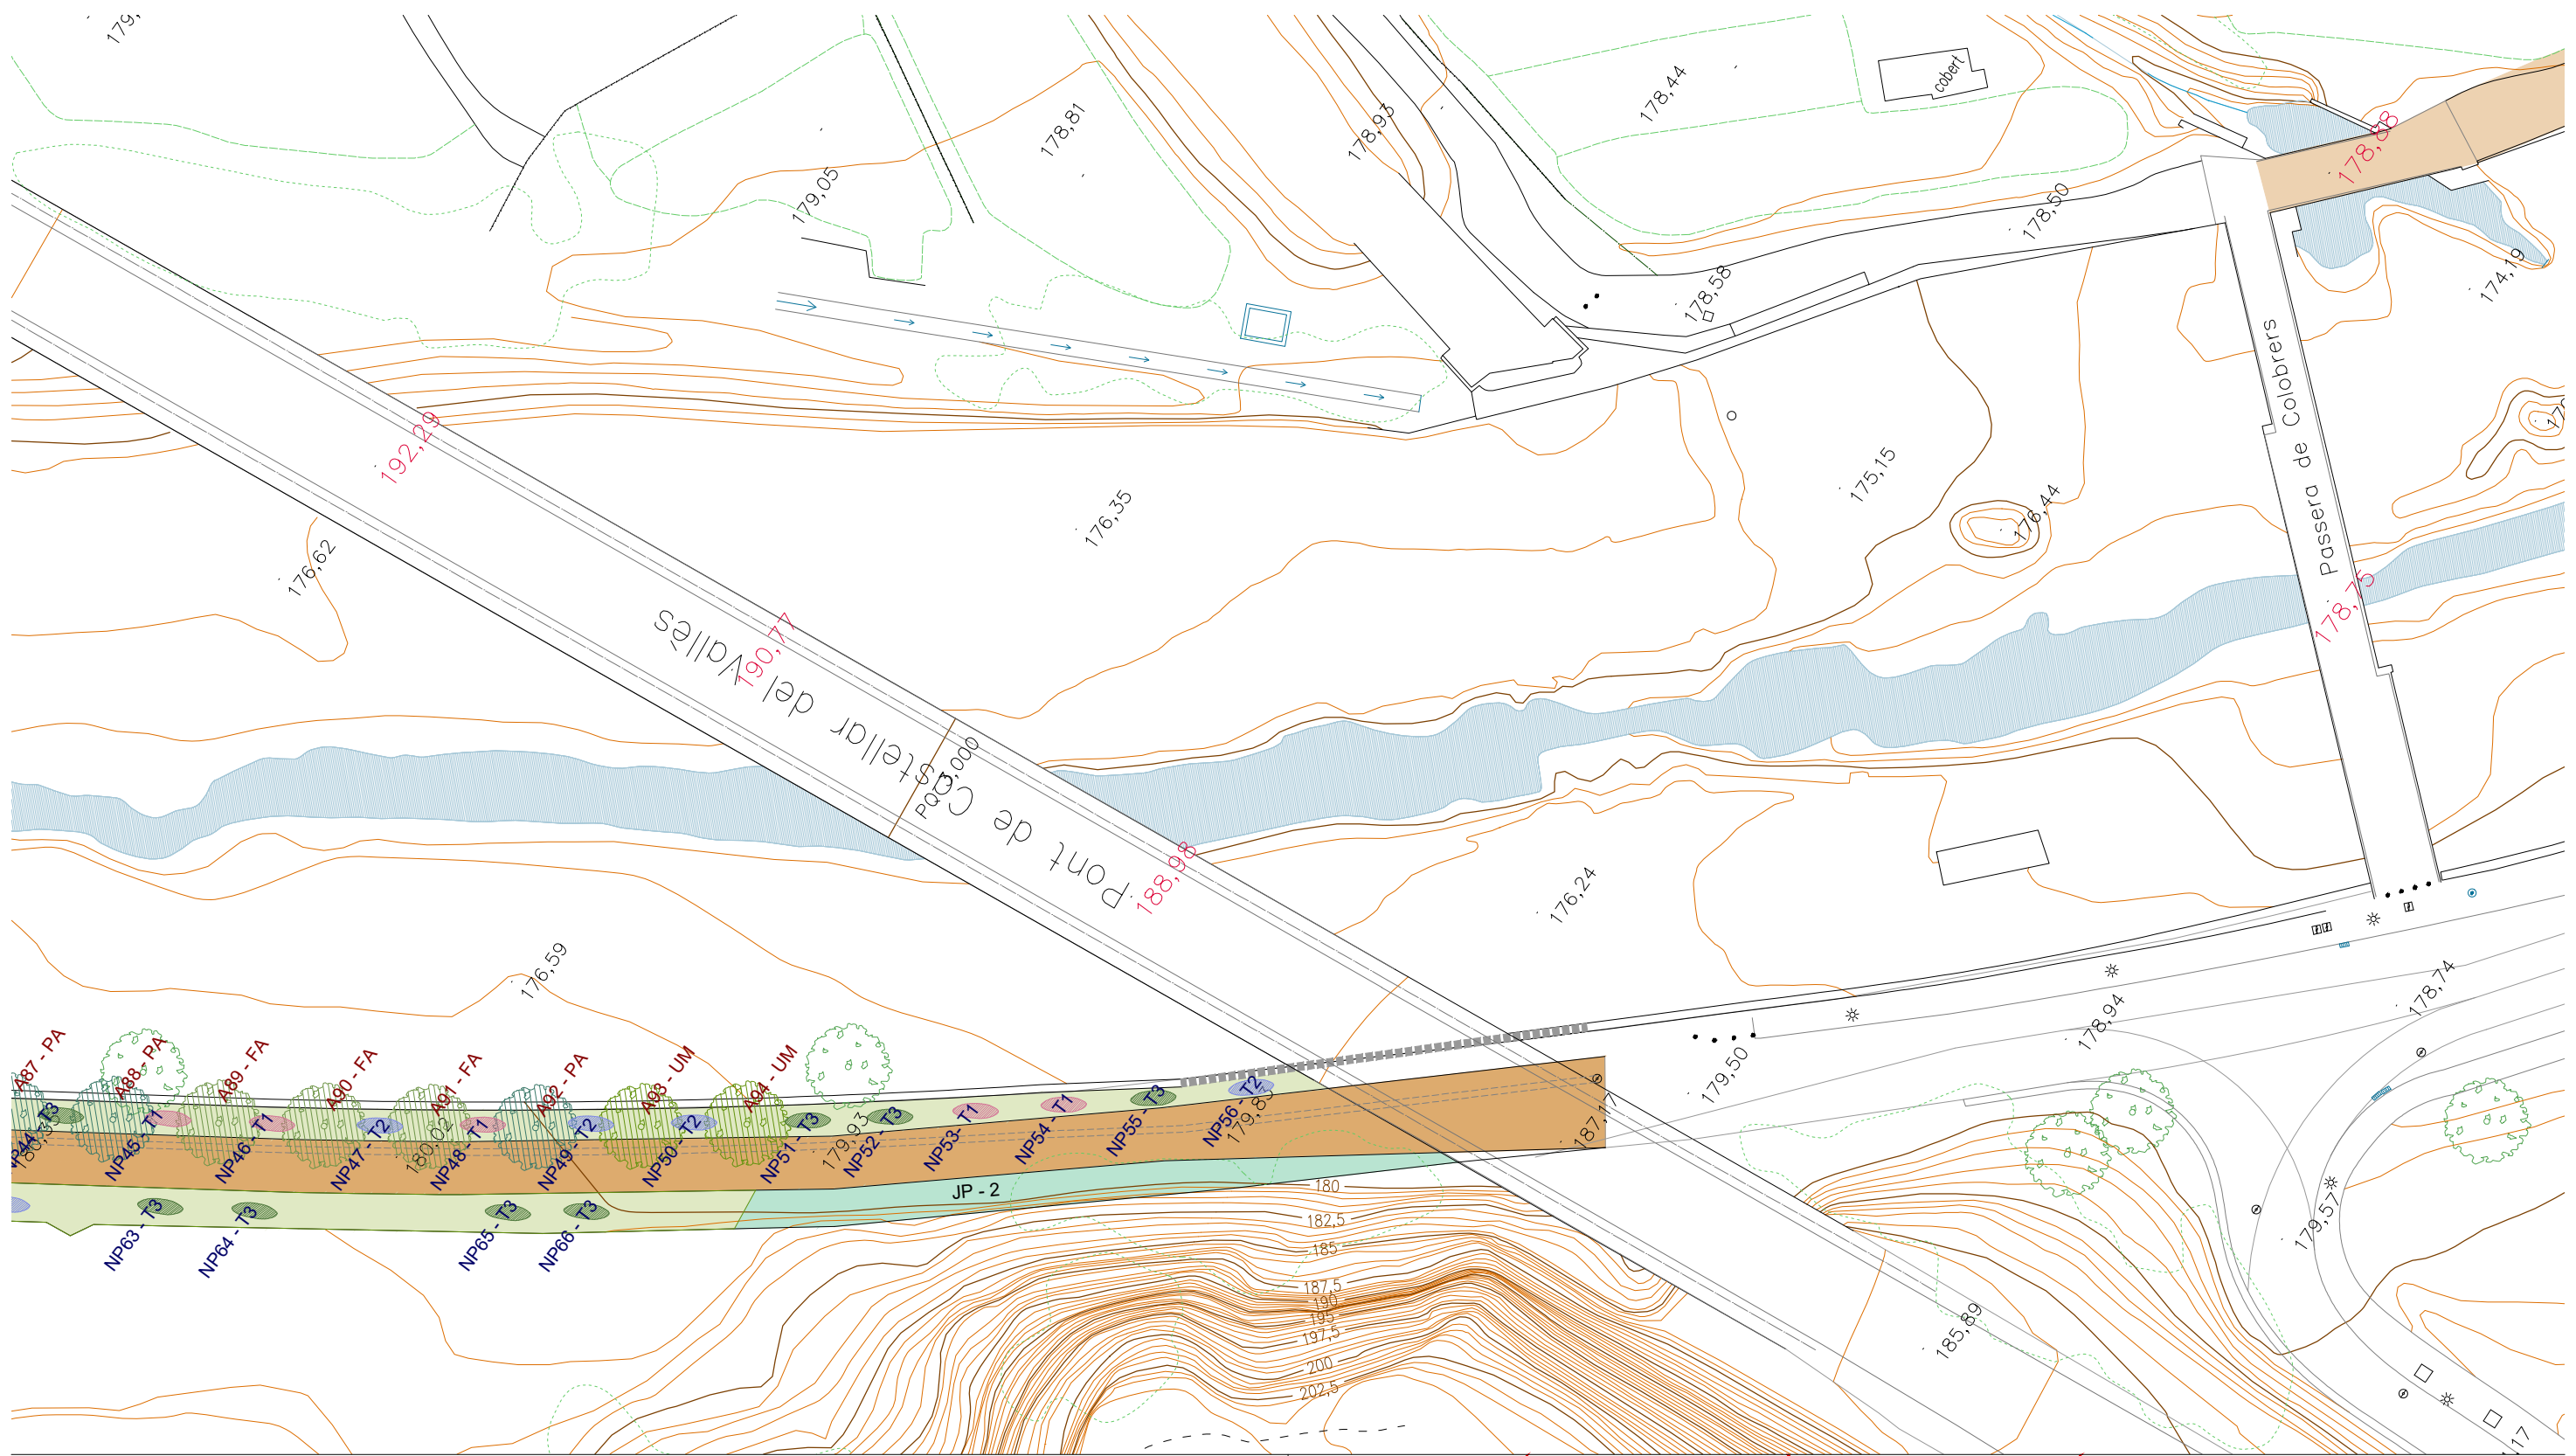 179,
178,81
179,05
178,93
178,44
cobert
178,88
178,50
178,58
174,19
192,29
176,35
175,15
176,44
Passera de Colobrers
178,75
176,62
190,77
Pont de Castellar del Vallès
188,98
176,24
176,59
178,74
178,94
179,50
A87 - PA
A88 - PA
A89 - FA
A90 - FA
A91 - FA
A92 - PA
A93 - UM
A94 - UM
NP45 - T1
NP46 - T1
NP47 - T2
180,02
NP48 - T1
NP49 - T2
NP50 - T2
NP51 - T3
179,93
NP52 - T3
NP53 - T1
NP54 - T1
NP55 - T3
NP56 - T2
187,17
JP - 2
NP63 - T3
NP64 - T3
NP65 - T3
NP66 - T3
179,57
180
182,5
185
187,5
190
195
197,5
200
202,5
185,89
17